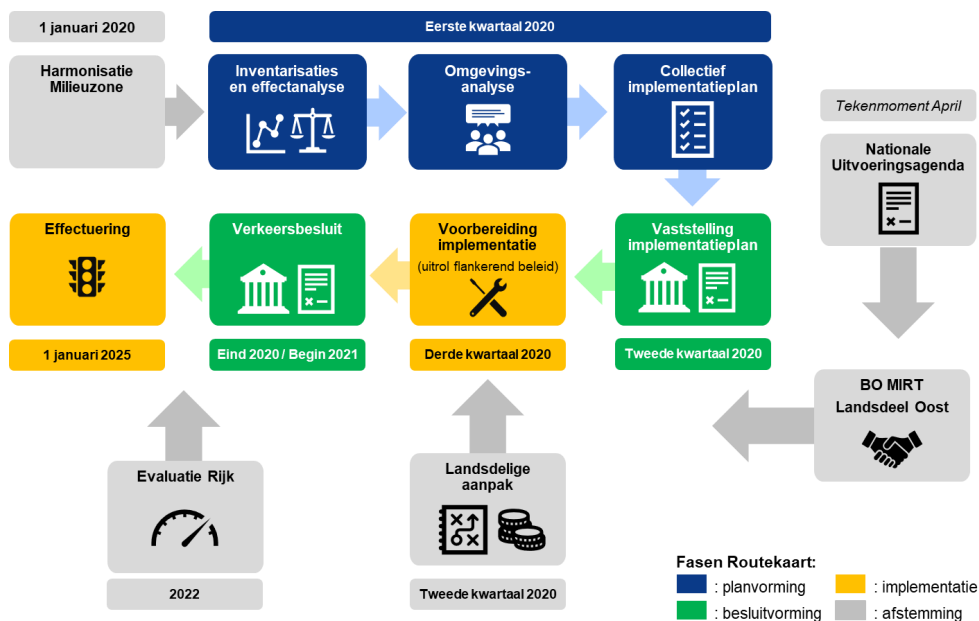 1 januari 2020
Eerste kwartaal 2020
Harmonisatie
Milieuzone
Inventarisaties
en effectanalyse
Omgevings-
analyse
Collectief
implementatieplan
Tekenmoment April
Nationale
Uitvoeringsagenda
Effectuering
Verkeersbesluit
Voorbereiding
implementatie
(uitrol flankerend beleid)
Vaststelling
implementatieplan
1 januari 2025
Eind 2020 / Begin 2021
Derde kwartaal 2020
Tweede kwartaal 2020
BO MIRT
Landsdeel Oost
Evaluatie Rijk
Landsdelige
aanpak
2022
Tweede kwartaal 2020
Fasen Routekaart:
: planvorming
: implementatie
: besluitvorming
: afstemming